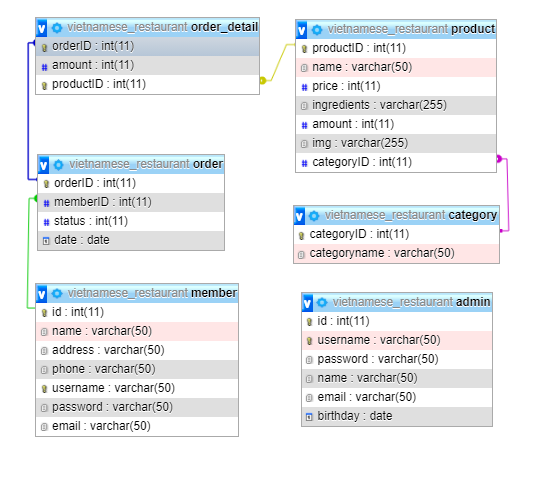 vietnamese_restaurant order_detail
orderID : int(11)
amount : int(11)
productID : int(11)
vietnamese_restaurant product
productID : int(11)
name : varchar(50)
price : int(11)
ingredients : varchar(255)
amount : int(11)
img : varchar(255)
categoryID : int(11)
vietnamese_restaurant order
orderID : int(11)
memberID : int(11)
status : int(11)
date : date
vietnamese_restaurant category
categoryID : int(11)
categoryname : varchar(50)
vietnamese_restaurant member
id : int(11)
name : varchar(50)
address : varchar(50)
phone : varchar(50)
username : varchar(50)
password : varchar(50)
email : varchar(50)
vietnamese_restaurant admin
id : int(11)
username : varchar(50)
password : varchar(50)
name : varchar(50)
email : varchar(50)
birthday : date